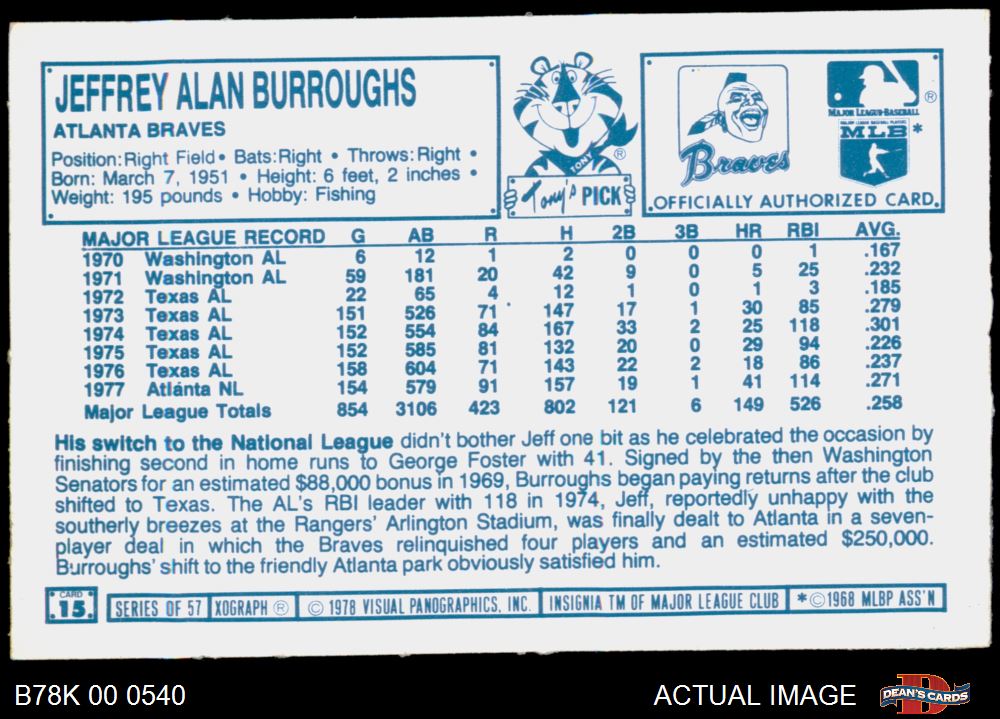 JEFFREY ALAN BURROUGHS
ATLANTA BRAVES
Position:Right Field • Bats:Right • Throws:Right •
Born: March 7, 1951 • Height: 6 feet, 2 inches •
Weight: 195 pounds • Hobby: Fishing
TONY
®
Tony's PICK
Braves
MAJOR LEAGUE BASEBALL ®
MAJOR LEAGUE BASEBALL PLAYERS
MLB*
OFFICIALLY AUTHORIZED CARD.
MAJOR LEAGUE RECORD G AB R H 2B 3B HR RBI AVG.
1970 Washington AL 6 12 1 2 0 0 0 1 .167
1971 Washington AL 59 181 20 42 9 0 5 25 .232
1972 Texas AL 22 65 4 12 1 0 1 3 .185
1973 Texas AL 151 526 71 147 17 1 30 85 .279
1974 Texas AL 152 554 84 167 33 2 25 118 .301
1975 Texas AL 152 585 81 132 20 0 29 94 .226
1976 Texas AL 158 604 71 143 22 2 18 86 .237
1977 Atlanta NL 154 579 91 157 19 1 41 114 .271
Major League Totals 854 3106 423 802 121 6 149 526 .258
His switch to the National League didn't bother Jeff one bit as he celebrated the occasion by
finishing second in home runs to George Foster with 41. Signed by the then Washington
Senators for an estimated $88,000 bonus in 1969, Burroughs began paying returns after the club
shifted to Texas. The AL's RBI leader with 118 in 1974, Jeff, reportedly unhappy with the
southerly breezes at the Rangers' Arlington Stadium, was finally dealt to Atlanta in a seven-
player deal in which the Braves relinquished four players and an estimated $250,000.
Burroughs' shift to the friendly Atlanta park obviously satisfied him.
CARD
15.
SERIES OF 57 XOGRAPH ® © 1978 VISUAL PANOGRAPHICS, INC. INSIGNIA TM OF MAJOR LEAGUE CLUB *©1968 MLBP ASS'N
B78K 00 0540
ACTUAL IMAGE
D
DEAN'S CARDS